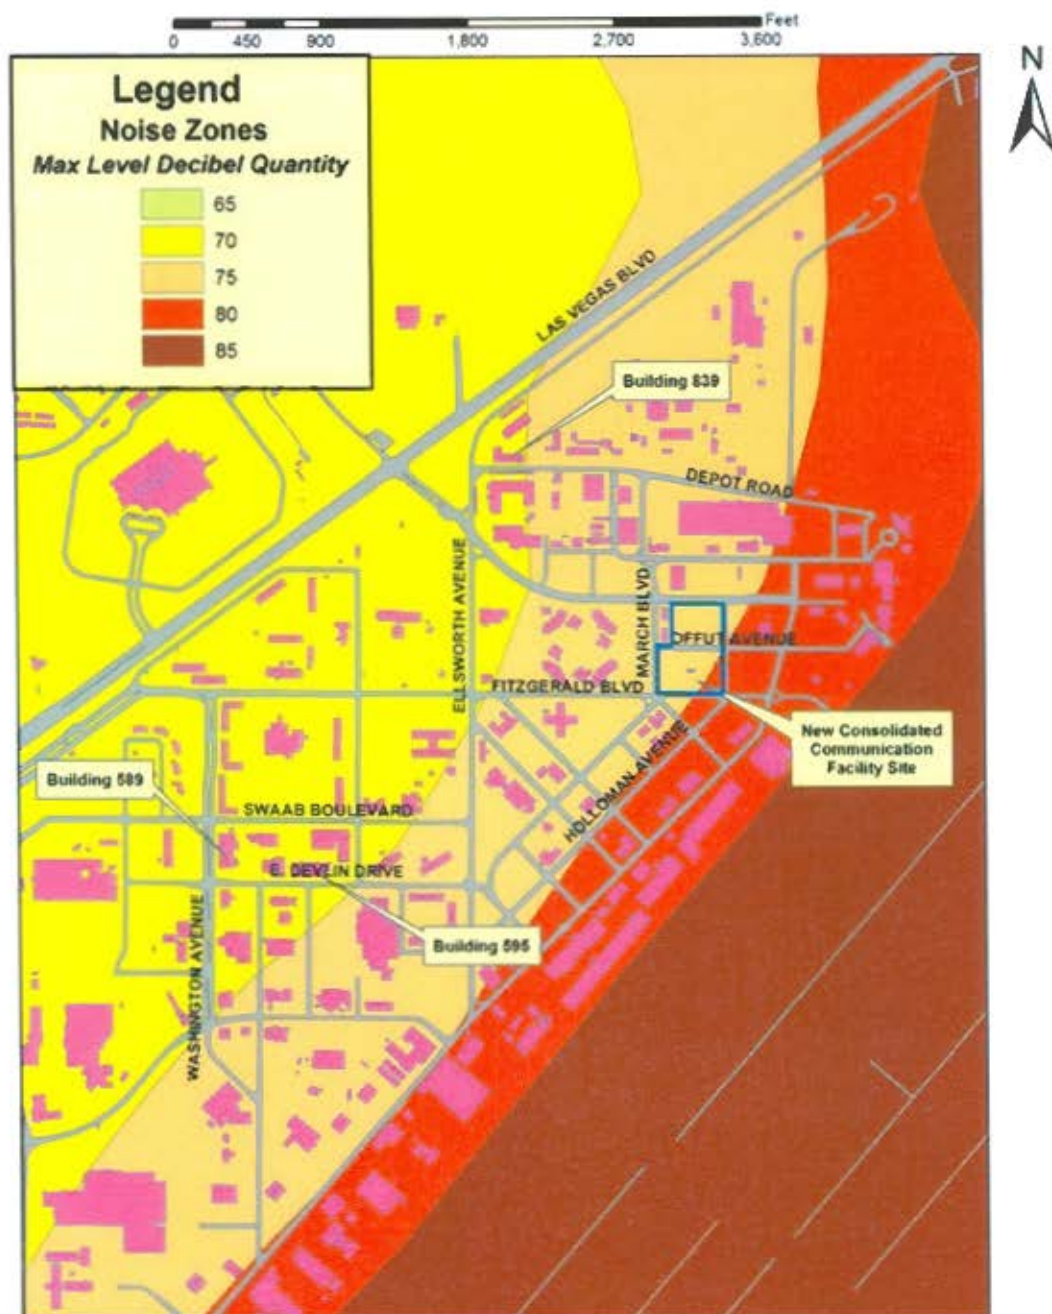 Feet
0 450 900 1,800 2,700 3,600
N
Legend
Noise Zones
Max Level Decibel Quantity
65
70
75
80
85
LAS VEGAS BLVD
Building 839
DEPOT ROAD
ELLSWORTH AVENUE
MARCH BLVD
OFFUT AVENUE
FITZGERALD BLVD
New Consolidated
Communication
Facility Site
HOLLOMAN AVENUE
Building 589
SWAAB BOULEVARD
E. DEVLIN DRIVE
Building 595
WASHINGTON AVENUE